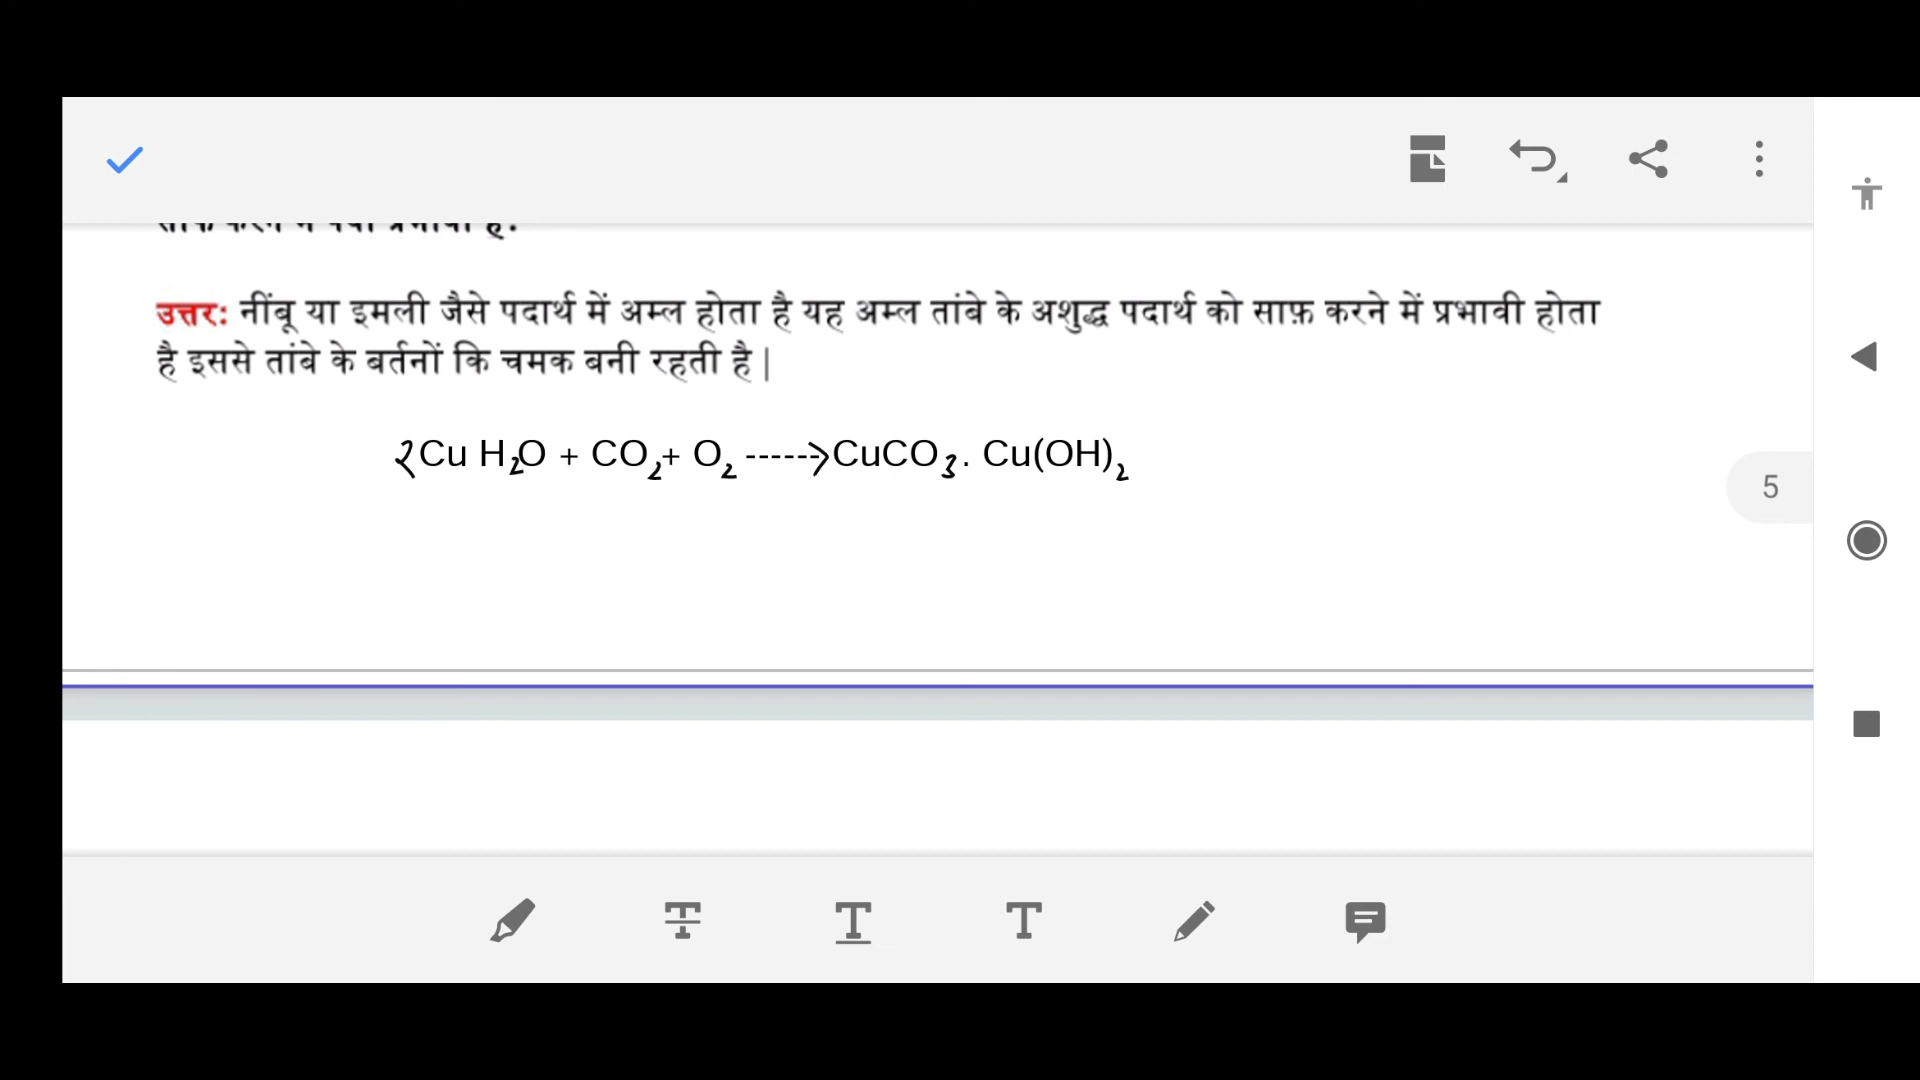 उत्तर: नींबू या इमली जैसे पदार्थ में अम्ल होता है यह अम्ल तांबे के अशुद्ध पदार्थ को साफ़ करने में प्रभावी होता
है इससे तांबे के बर्तनों कि चमक बनी रहती है |
2Cu H₂O + CO₂+ O₂ ------>CuCO₃. Cu(OH)₂
5